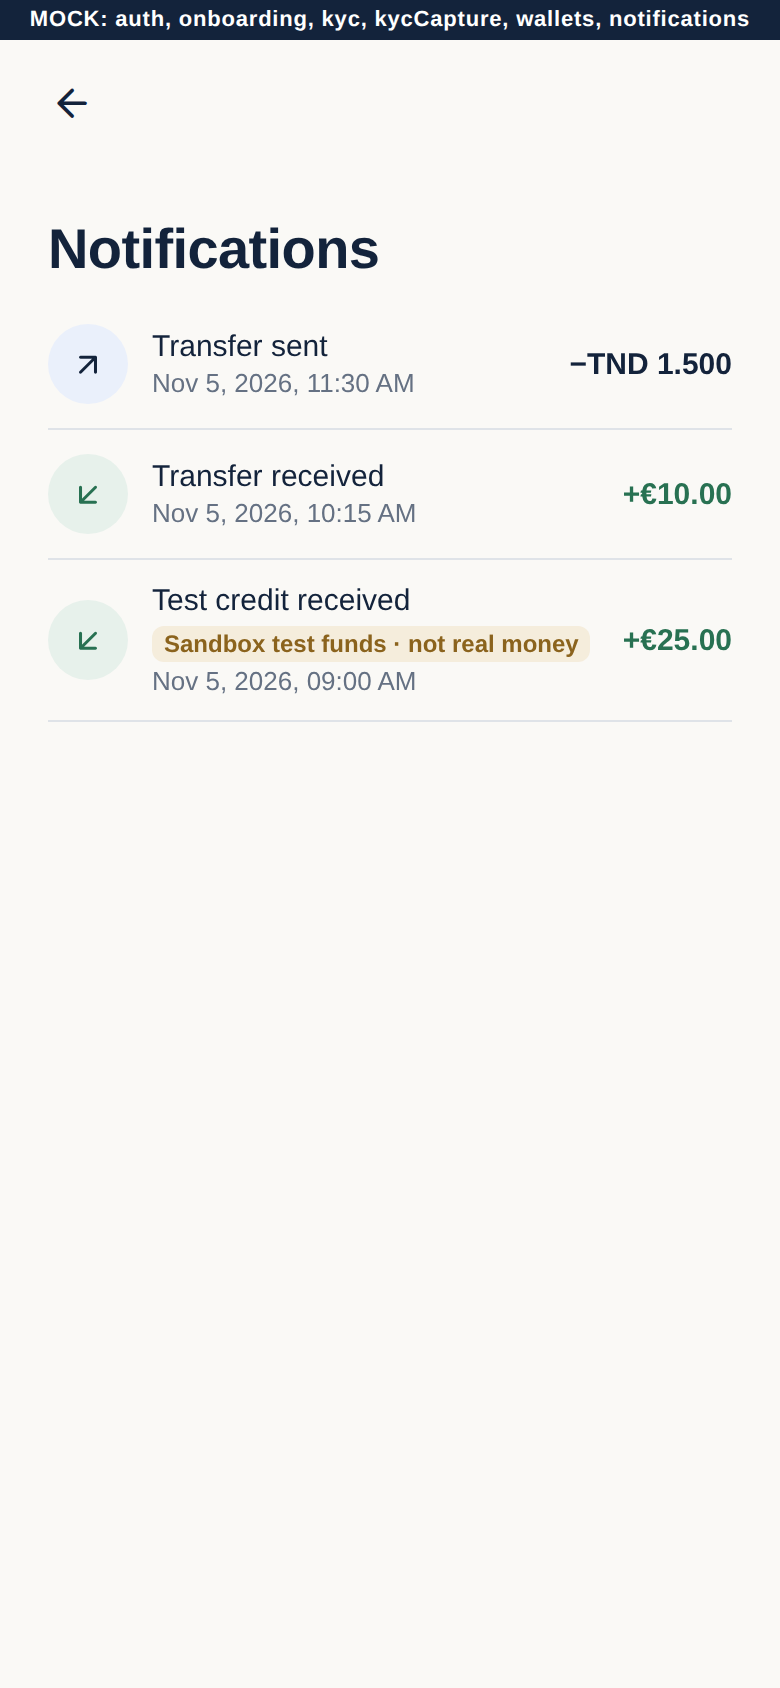 MOCK: auth, onboarding, kyc, kycCapture, wallets, notifications
Notifications
Transfer sent
Nov 5, 2026, 11:30 AM
−TND 1.500
Transfer received
Nov 5, 2026, 10:15 AM
+€10.00
Test credit received
Sandbox test funds · not real money
Nov 5, 2026, 09:00 AM
+€25.00